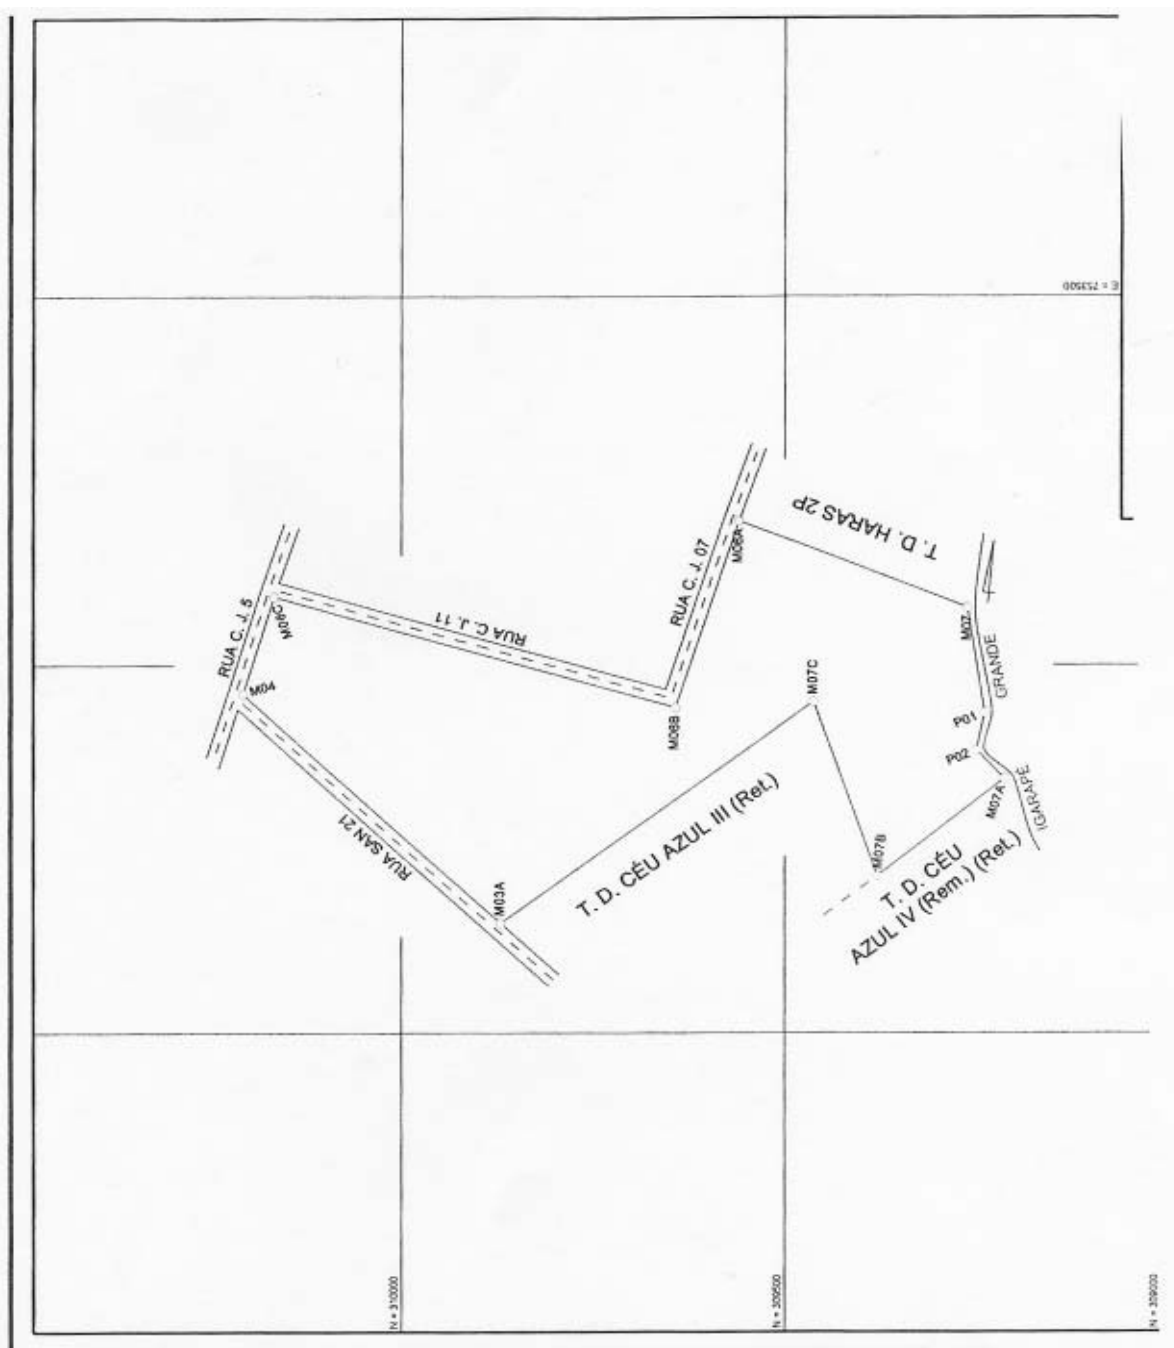 E = 753500
T. D. HARAS 2P
RUA C. J. 07
M06A
RUA C. J. 5
M06C
RUA C. J. 11
M04
M07
GRANDE
M07C
P01
M06B
P02
IGARAPÉ
M07A
T. D. CÉU AZUL III (Ret.)
RUA SAN 21
M07B
T. D. CÉU
AZUL IV (Rem.) (Ret.)
M03A
N = 310000
N = 309500
N = 309000